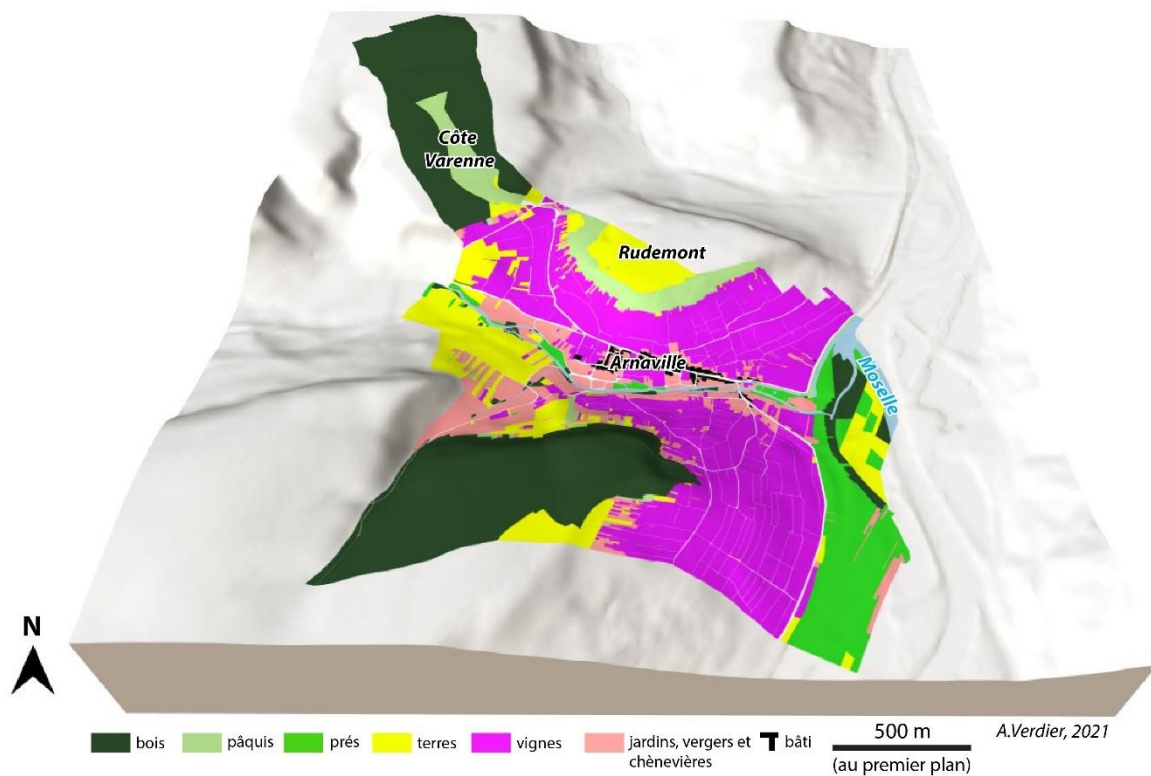 Côte
Varenne
Rudemont
Arnaville
Moselle
N
bois
pâquis
prés
terres
vignes
jardins, vergers et
chènevières
bâti
500 m
(au premier plan)
A.Verdier, 2021